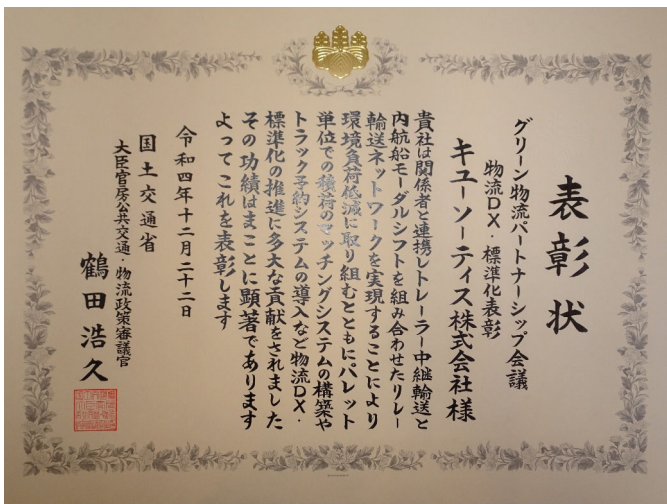 表彰状
グリーン物流パートナーシップ会議
物流DX・標準化表彰
キユーソーティス株式会社様
貴社は関係者と連携しトレーラー中継輸送と
内航船モーダルシフトを組み合わせたリレー
輸送ネットワークを実現することにより
環境負荷低減に取り組むとともにパレット
単位での積荷のマッチングシステムの構築や
トラック予約システムの導入など物流DX・
標準化の推進に多大な貢献をされました
その功績はまことに顕著であります
よってこれを表彰します
令和四年十二月二十二日
国土交通省
大臣官房公共交通・物流政策審議官
鶴田浩久